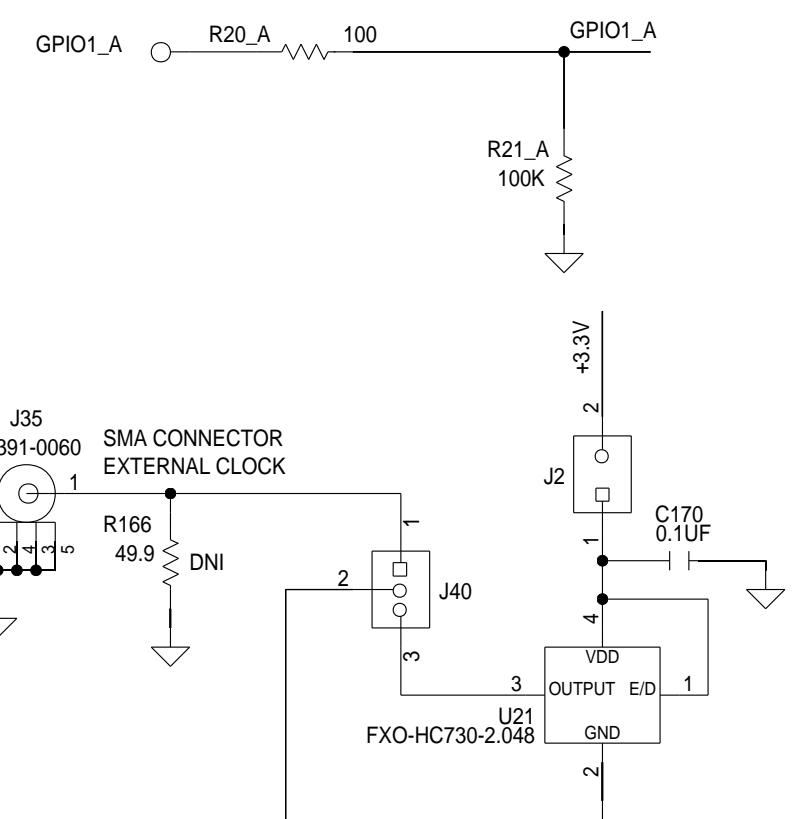 GPIO1_A
R20_A
100
GPIO1_A
R21_A
100K
+3.3V
2
J35
391-0060
SMA CONNECTOR
EXTERNAL CLOCK
1
J2
R166
49.9
DNI
1
1
C170
0.1UF
2
4
3
5
2
J40
4
3
VDD
3
OUTPUT
E/D
1
U21
FXO-HC730-2.048
GND
2